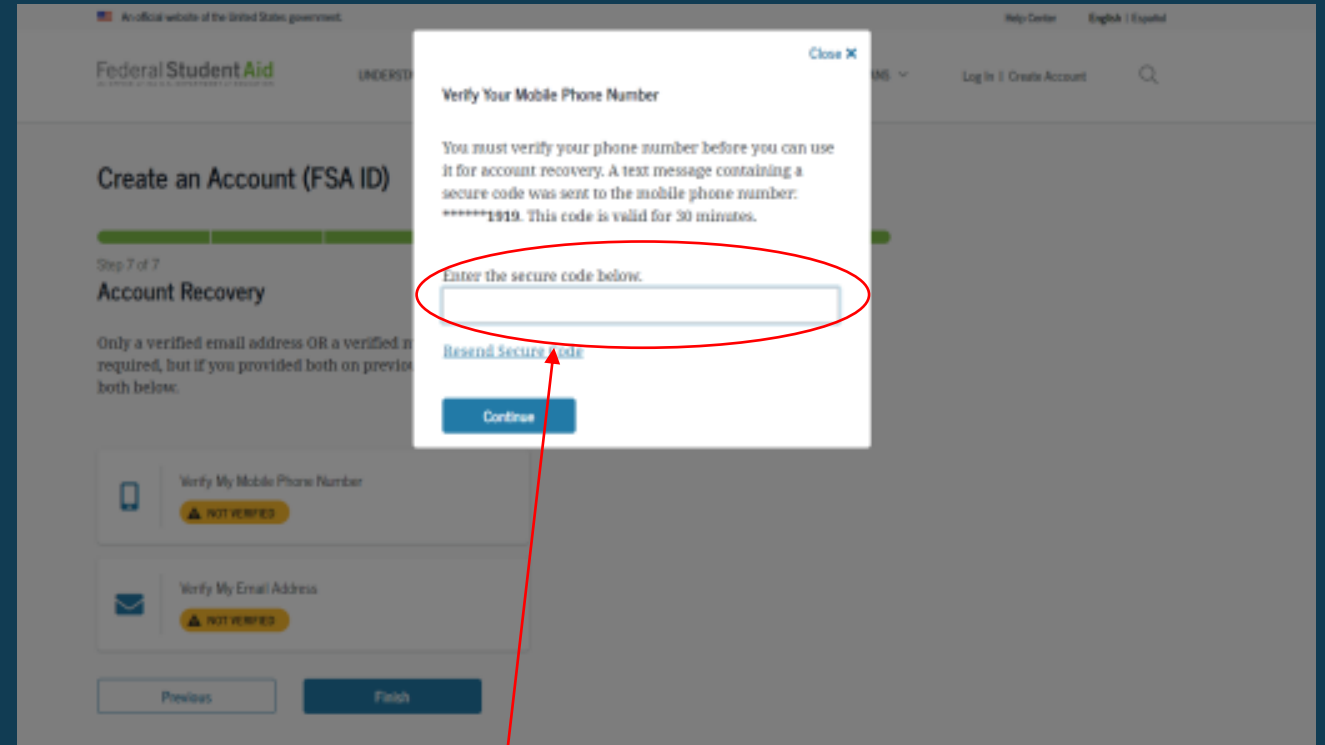 An official website of the United States government.
Help Center English | Español
Federal Student Aid
UNDERST
ANS
Log In | Create Account
Close ✖
Verify Your Mobile Phone Number
You must verify your phone number before you can use
it for account recovery. A text message containing a
secure code was sent to the mobile phone number:
******1919. This code is valid for 30 minutes.
Enter the secure code below.
Resend Secure Code
Continue
Create an Account (FSA ID)
Step 7 of 7
Account Recovery
Only a verified email address OR a verified m
required, but if you provided both on previou
both below.
Verify My Mobile Phone Number
NOT VERIFIED
Verify My Email Address
NOT VERIFIED
Previous
Finish